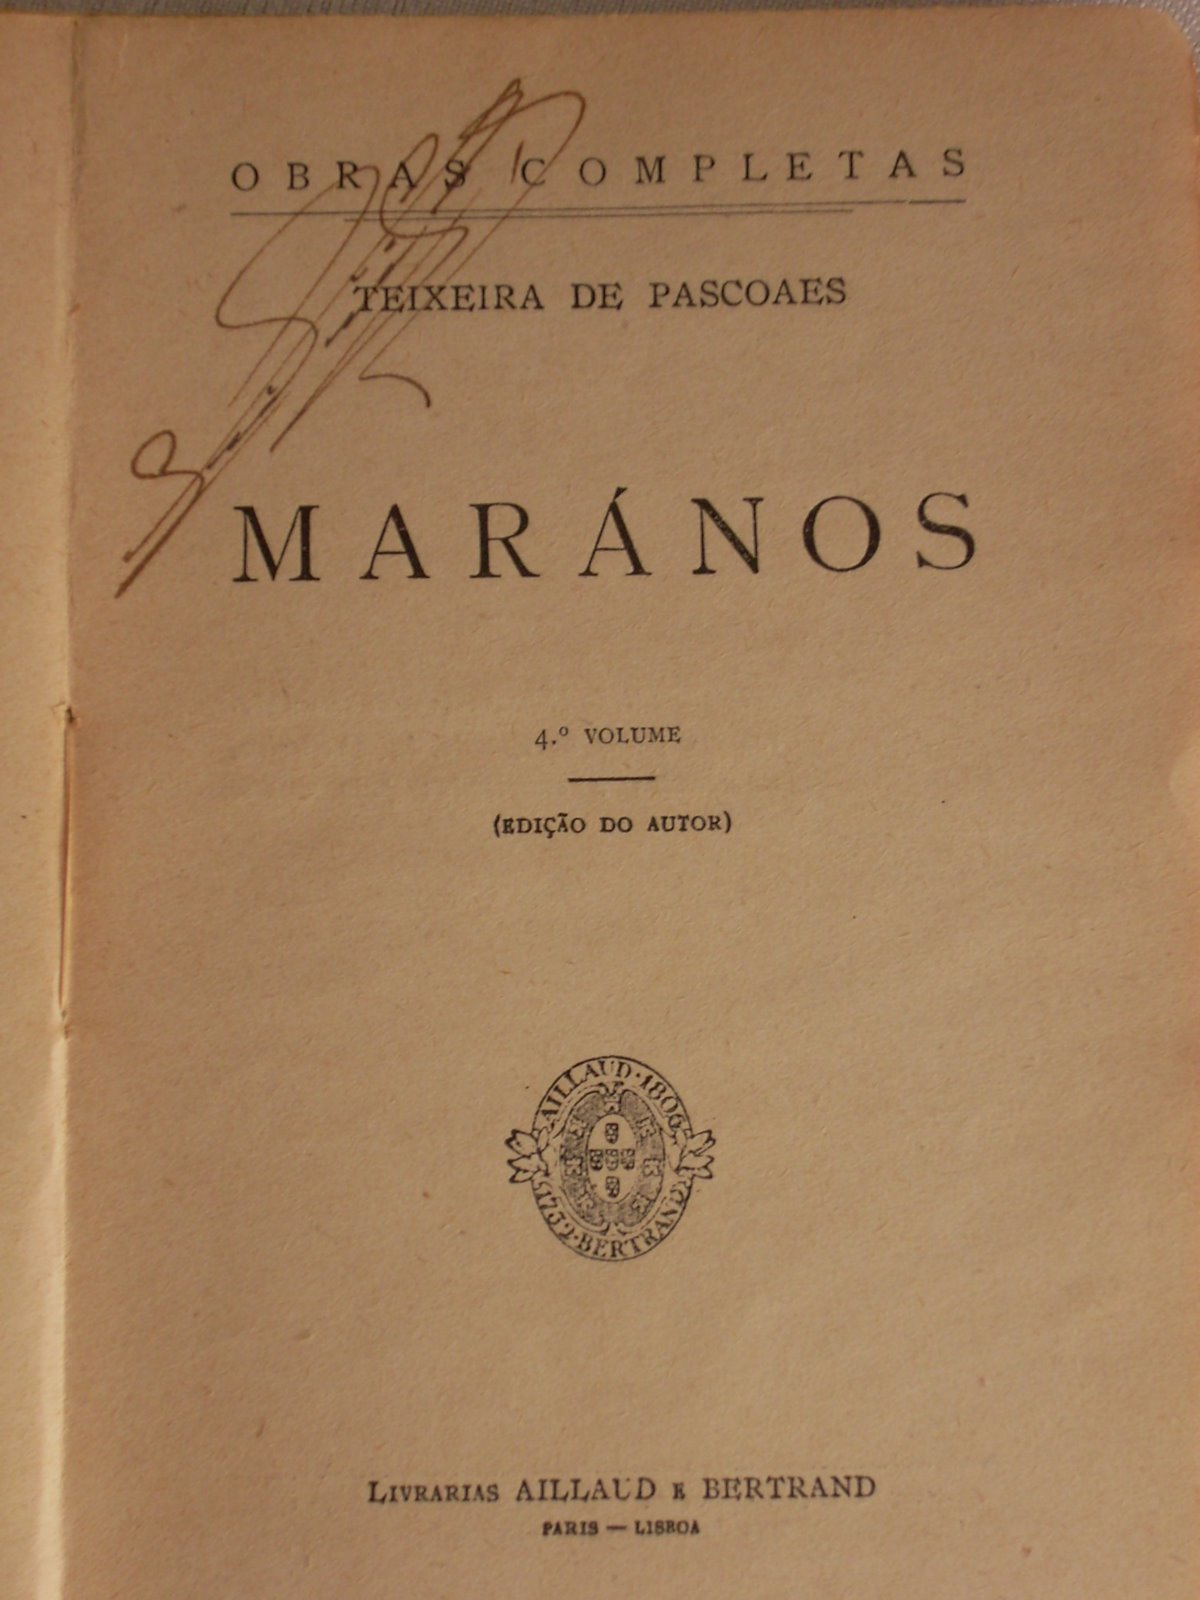 OBRAS COMPLETAS
TEIXEIRA DE PASCOAES
MARÁNOS
4.º VOLUME
(EDIÇÃO DO AUTOR)
AILLAUD·1806
1732·BERTRAND
LIVRARIAS AILLAUD E BERTRAND
PARIS — LISBOA